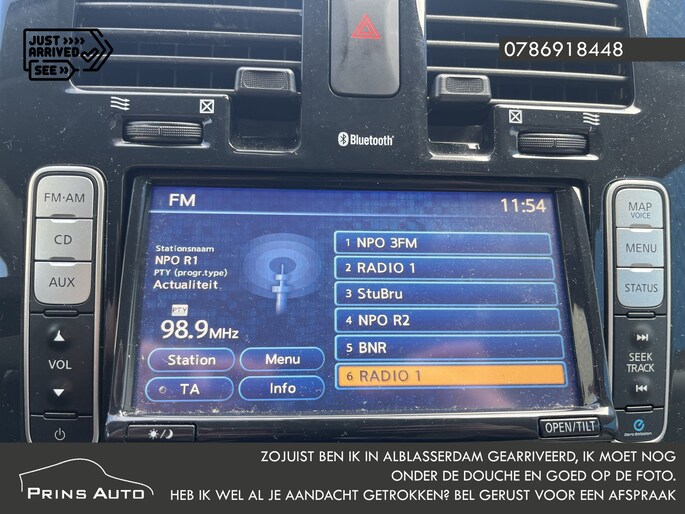 JUST
ARRIVED
SEE
0786918448
Bluetooth®
FM·AM
CD
AUX
VOL
FM
11:54
Stationsnaam
NPO R1
PTY (progr.type)
Actualiteit
PTY
98.9MHz
Station
Menu
TA
Info
1 NPO 3FM
2 RADIO 1
3 StuBru
4 NPO R2
5 BNR
6 RADIO 1
MAP
VOICE
MENU
STATUS
SEEK
TRACK
OPEN/TILT
PRINS AUTO
ZOJUIST BEN IK IN ALBLASSERDAM GEARRIVEERD, IK MOET NOG
ONDER DE DOUCHE EN GOED OP DE FOTO.
HEB IK WEL AL JE AANDACHT GETROKKEN? BEL GERUST VOOR EEN AFSPRAAK